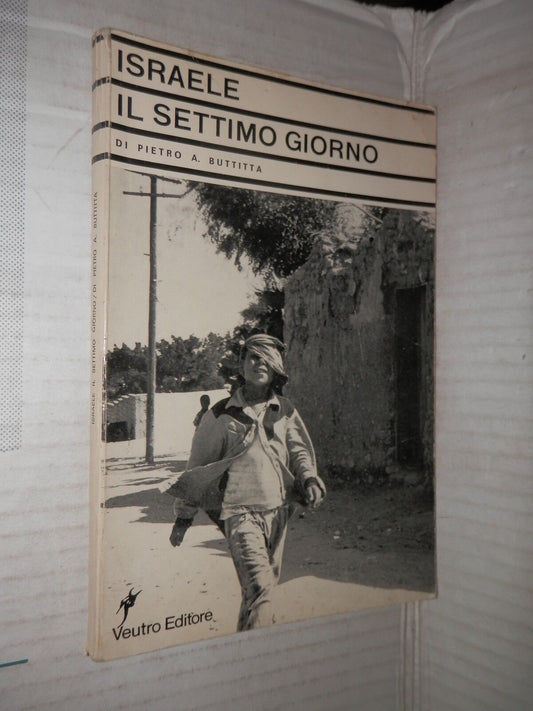 ISRAELE
IL SETTIMO GIORNO
DI PIETRO A. BUTTITTA
ISRAELE IL SETTIMO GIORNO/DI PIETRO A. BUTTITTA
Veutro Editore